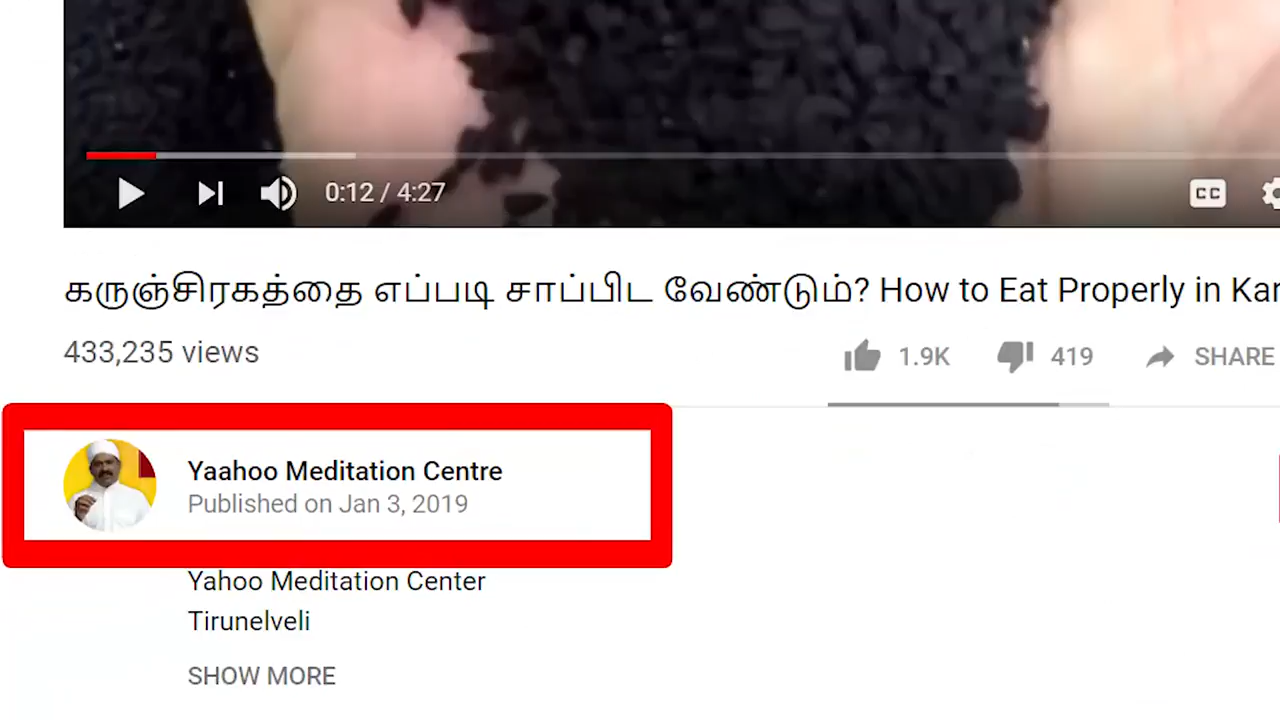 0:12 / 4:27
CC
கருஞ்சிரகத்தை எப்படி சாப்பிட வேண்டும்? How to Eat Properly in Kar
433,235 views
1.9K 419 SHARE
Yaahoo Meditation Centre
Published on Jan 3, 2019
Yahoo Meditation Center
Tirunelveli
SHOW MORE